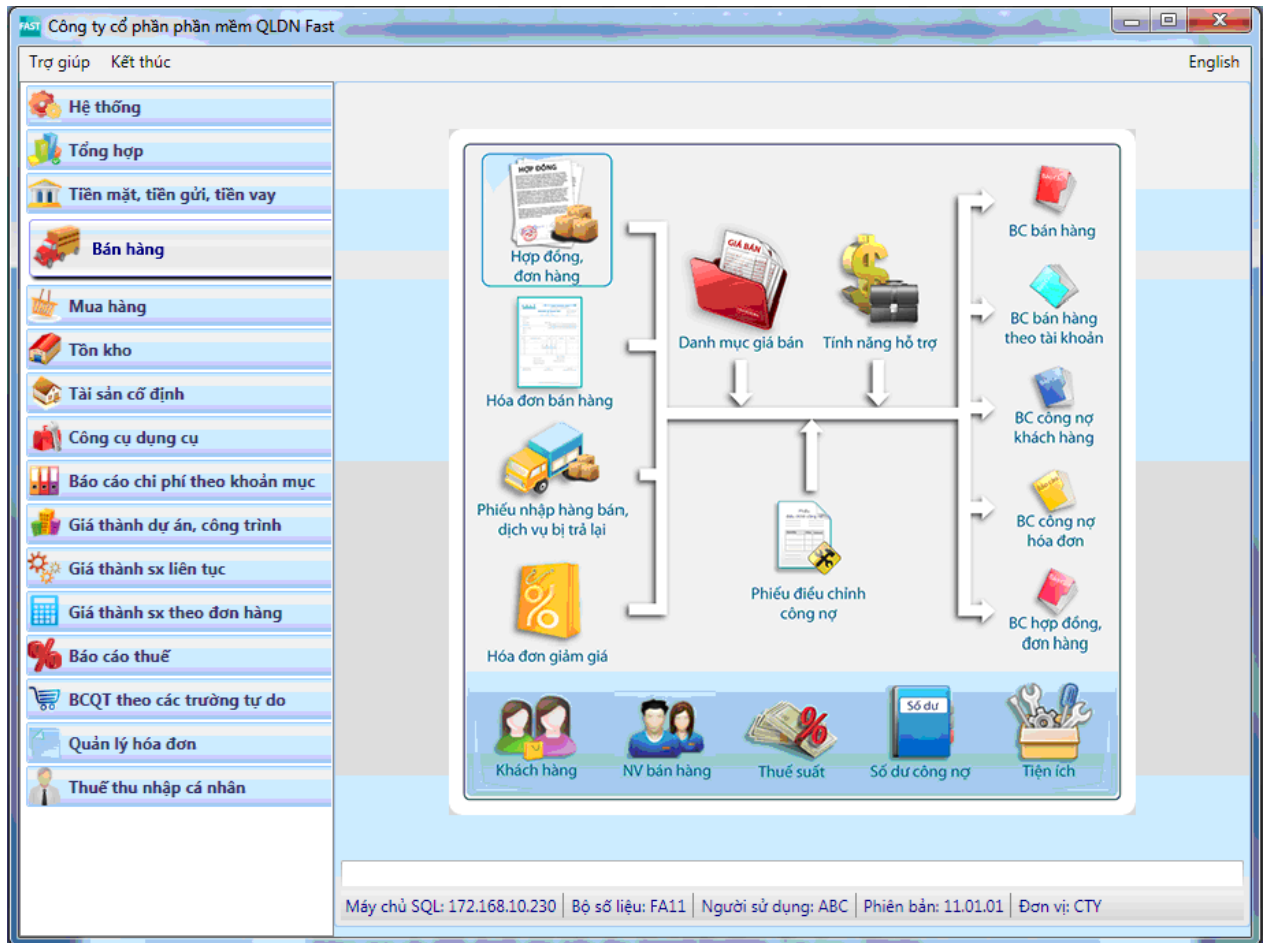 FAST Công ty cổ phần phần mềm QLDN Fast
Trợ giúp Kết thúc English
Hệ thống
Tổng hợp
Tiền mặt, tiền gửi, tiền vay
Bán hàng
Mua hàng
Tồn kho
Tài sản cố định
Công cụ dụng cụ
Báo cáo chi phí theo khoản mục
Giá thành dự án, công trình
Giá thành sx liên tục
Giá thành sx theo đơn hàng
Báo cáo thuế
BCQT theo các trường tự do
Quản lý hóa đơn
Thuế thu nhập cá nhân
HỢP ĐỒNG
Hợp đồng,
đơn hàng
Hóa đơn bán hàng
Phiếu nhập hàng bán,
dịch vụ bị trả lại
Hóa đơn giảm giá
GIÁ BÁN
Danh mục giá bán
Tính năng hỗ trợ
Phiếu điều chỉnh
công nợ
BC bán hàng
BC bán hàng
theo tài khoản
BC công nợ
khách hàng
BC công nợ
hóa đơn
BC hợp đồng,
đơn hàng
Khách hàng
NV bán hàng
Thuế suất
Số dư
Số dư công nợ
Tiện ích
Máy chủ SQL: 172.168.10.230 Bộ số liệu: FA11 Người sử dụng: ABC Phiên bản: 11.01.01 Đơn vị: CTY